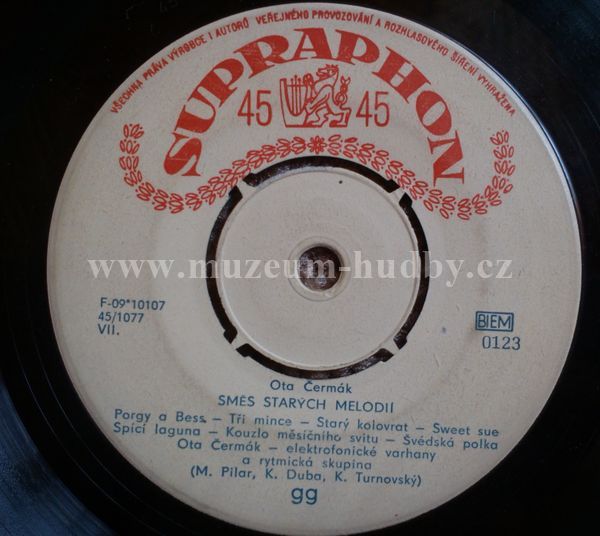 VŠECHNA PRÁVA VÝROBCE I AUTORŮ VEŘEJNÉHO PROVOZOVÁNÍ A ROZHLASOVÉHO ŠÍŘENÍ VYHRAŽENA
SUPRAPHON
45 45
www.muzeum-hudby.cz
F-09*10107
45/1077
VII.
BIEM
0123
Ota Čermák
SMĚS STARÝCH MELODIÍ
Porgy a Bess – Tři mince – Starý kolovrat – Sweet sue
Spící laguna – Kouzlo měsíčního svitu – Švédská polka
Ota Čermák – elektrofonické varhany
a rytmická skupina
(M. Pilar, K. Duba, K. Turnovský)
gg